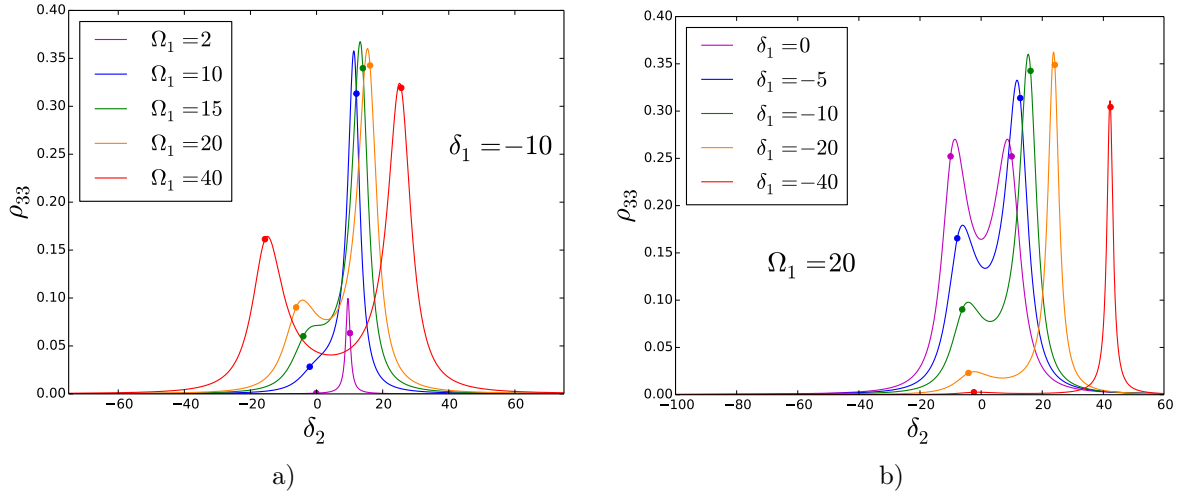 0.40
0.35
0.30
0.25
0.20
0.15
0.10
0.05
0.00
ρ₃₃
Ω₁ = 2
Ω₁ = 10
Ω₁ = 15
Ω₁ = 20
Ω₁ = 40
δ₁ = −10
−60 −40 −20 0 20 40 60
δ₂
a)
0.40
0.35
0.30
0.25
0.20
0.15
0.10
0.05
0.00
ρ₃₃
δ₁ = 0
δ₁ = −5
δ₁ = −10
δ₁ = −20
δ₁ = −40
Ω₁ = 20
−100 −80 −60 −40 −20 0 20 40 60
δ₂
b)